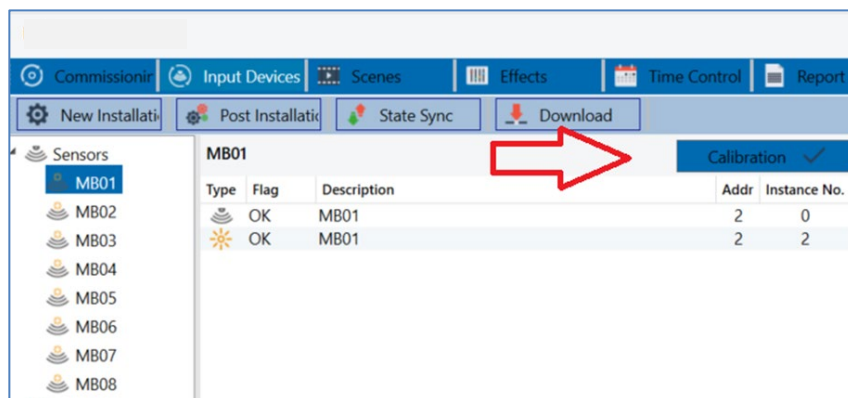 Commissionir Input Devices Scenes Effects Time Control Report
New Installati Post Installatic State Sync Download
Sensors
MB01
MB02
MB03
MB04
MB05
MB06
MB07
MB08
MB01
Calibration
Type Flag Description Addr Instance No.
OK MB01 2 0
OK MB01 2 2